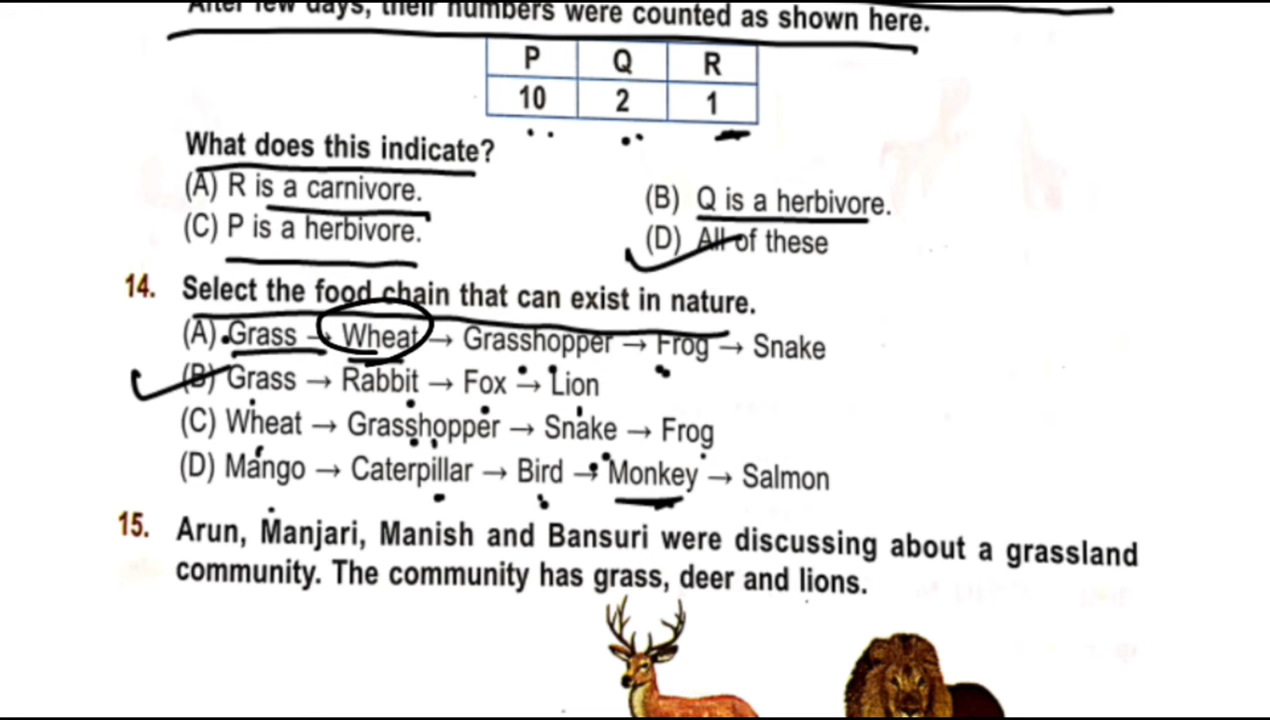 After few days, their numbers were counted as shown here.
P Q R
10 2 1
What does this indicate?
(A) R is a carnivore. (B) Q is a herbivore.
(C) P is a herbivore. (D) All of these
14. Select the food chain that can exist in nature.
(A) Grass → Wheat → Grasshopper → Frog → Snake
(B) Grass → Rabbit → Fox → Lion
(C) Wheat → Grasshopper → Snake → Frog
(D) Mango → Caterpillar → Bird → Monkey → Salmon
15. Arun, Manjari, Manish and Bansuri were discussing about a grassland
community. The community has grass, deer and lions.